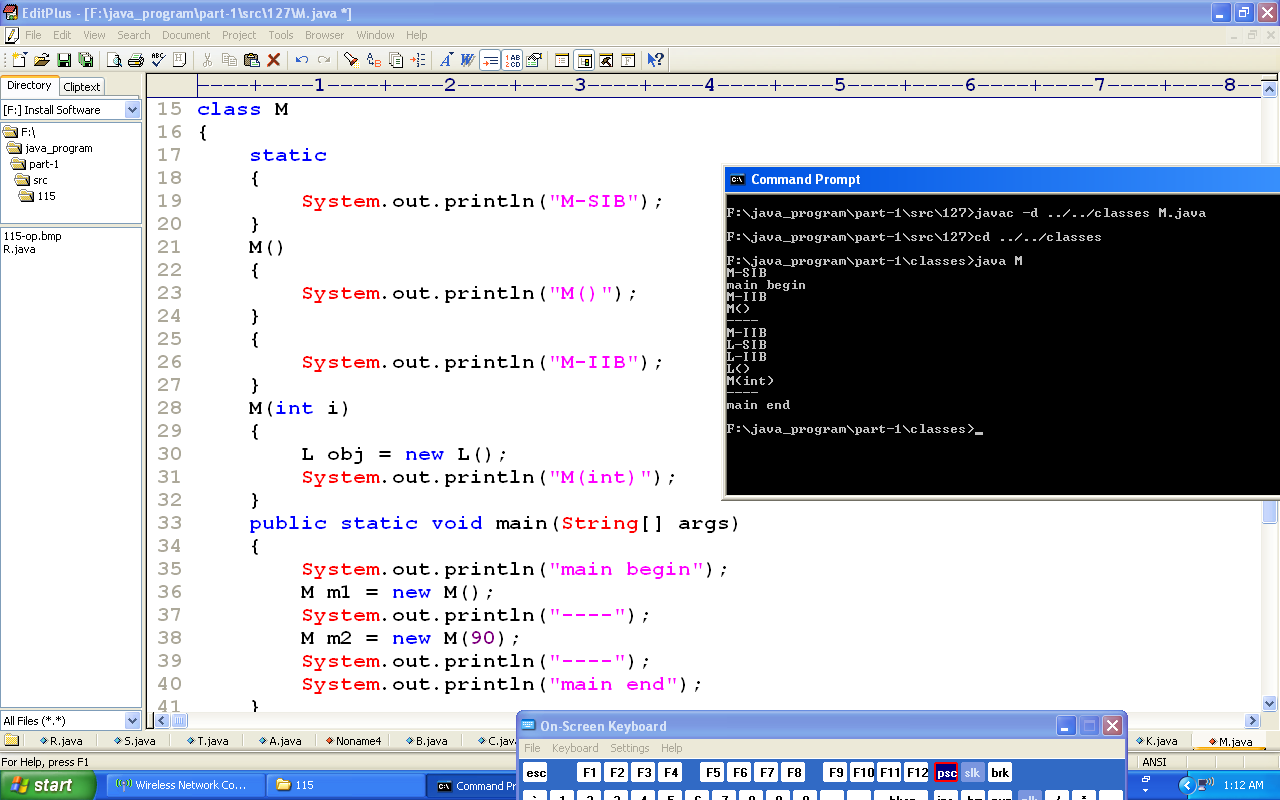 EditPlus - [F:\java_program\part-1\src\127\M.java *]
File Edit View Search Document Project Tools Browser Window Help
Directory Cliptext
[F:] Install Software
F:\
java_program
part-1
src
115
115-op.bmp
R.java
All Files (*.*)
----+----1----+----2----+----3----+----4----+----5----+----6----+----7----+----8--
15 class M
16 {
17 static
18 {
19 System.out.println("M-SIB");
20 }
21 M()
22 {
23 System.out.println("M()");
24 }
25 {
26 System.out.println("M-IIB");
27 }
28 M(int i)
29 {
30 L obj = new L();
31 System.out.println("M(int)");
32 }
33 public static void main(String[] args)
34 {
35 System.out.println("main begin");
36 M m1 = new M();
37 System.out.println("----");
38 M m2 = new M(90);
39 System.out.println("----");
40 System.out.println("main end");
41 }
Command Prompt
F:\java_program\part-1\src\127>javac -d ../../classes M.java
F:\java_program\part-1\src\127>cd ../../classes
F:\java_program\part-1\classes>java M
M-SIB
main begin
M-IIB
M()
----
M-IIB
L-SIB
L-IIB
L()
M(int)
----
main end
F:\java_program\part-1\classes>_
R.java S.java T.java A.java Noname4 B.java C.jav K.java M.java
For Help, press F1
ANSI
On-Screen Keyboard
File Keyboard Settings Help
esc F1 F2 F3 F4 F5 F6 F7 F8 F9 F10 F11 F12 psc slk brk
start Wireless Network Co... 115 Command Pr 1:12 AM